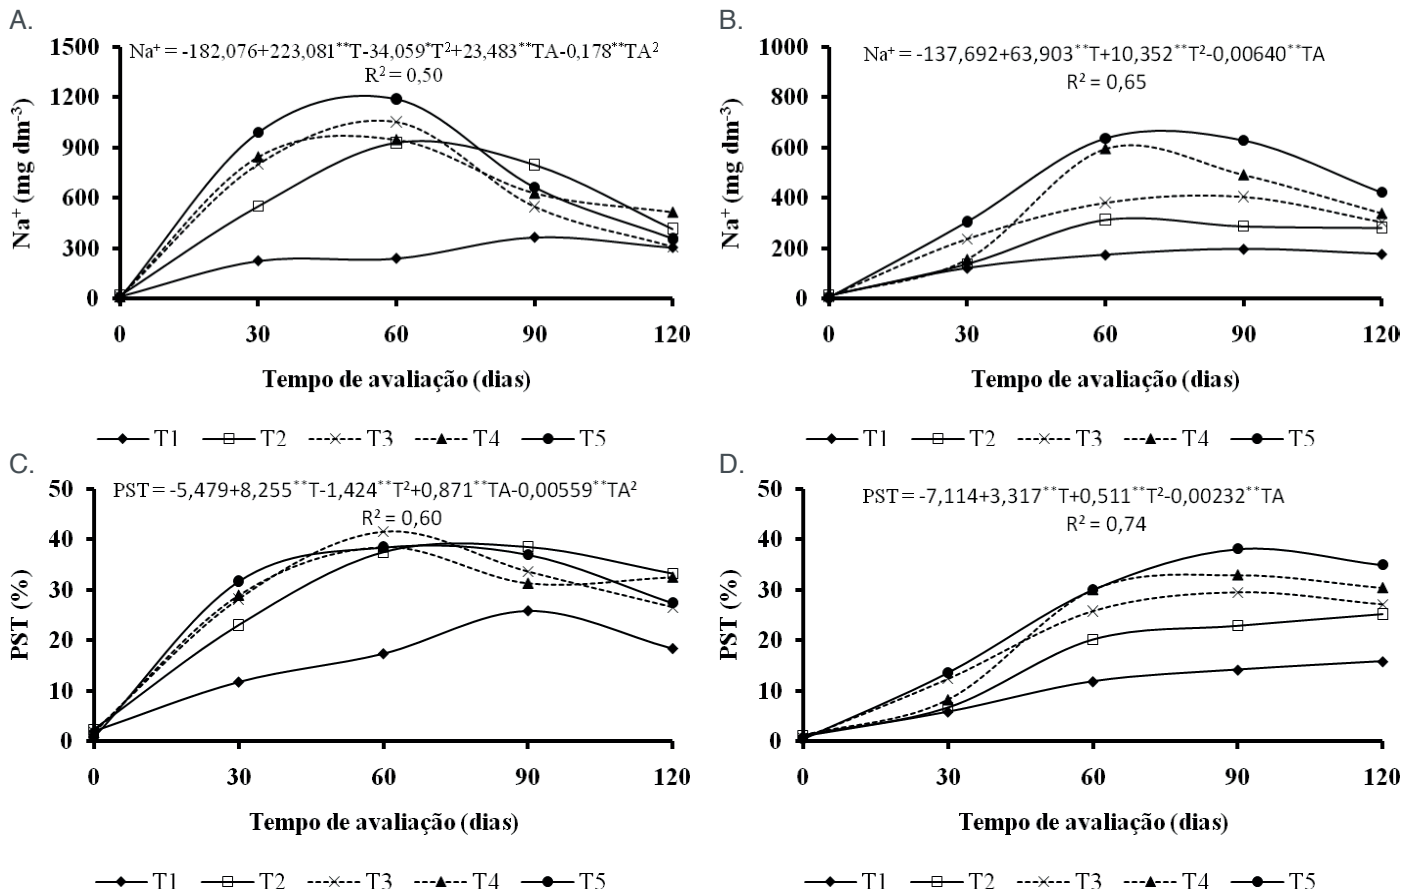 A.
Na⁺ = -182,076+223,081**T-34,059*T²+23,483**TA-0,178**TA²
R² = 0,50
Na⁺ (mg dm⁻³)
1500
1200
900
600
300
0
0 30 60 90 120
Tempo de avaliação (dias)
T1 T2 T3 T4 T5
B.
Na⁺ = -137,692+63,903**T+10,352**T²-0,00640**TA
R² = 0,65
Na⁺ (mg dm⁻³)
1000
800
600
400
200
0
0 30 60 90 120
Tempo de avaliação (dias)
T1 T2 T3 T4 T5
C.
PST = -5,479+8,255**T-1,424**T²+0,871**TA-0,00559**TA²
R² = 0,60
PST (%)
50
40
30
20
10
0
0 30 60 90 120
Tempo de avaliação (dias)
T1 T2 T3 T4 T5
D.
PST = -7,114+3,317**T+0,511**T²-0,00232**TA
R² = 0,74
PST (%)
50
40
30
20
10
0
0 30 60 90 120
Tempo de avaliação (dias)
T1 T2 T3 T4 T5